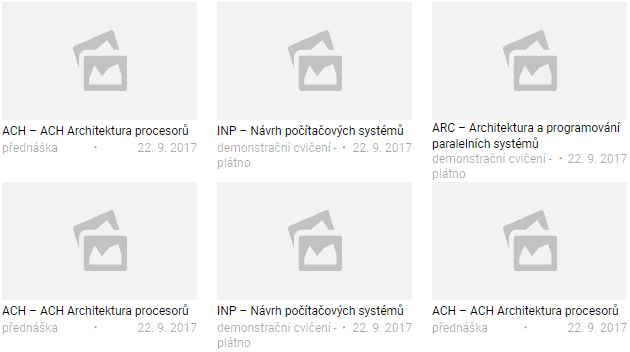 ACH – ACH Architektura procesorů
přednáška • 22. 9. 2017
INP – Návrh počítačových systémů
demonstrační cvičení - • 22. 9. 2017
plátno
ARC – Architektura a programování
paralelních systémů
demonstrační cvičení - • 22. 9. 2017
plátno
ACH – ACH Architektura procesorů
přednáška • 22. 9. 2017
INP – Návrh počítačových systémů
demonstrační cvičení - • 22. 9. 2017
plátno
ACH – ACH Architektura procesorů
přednáška • 22. 9. 2017